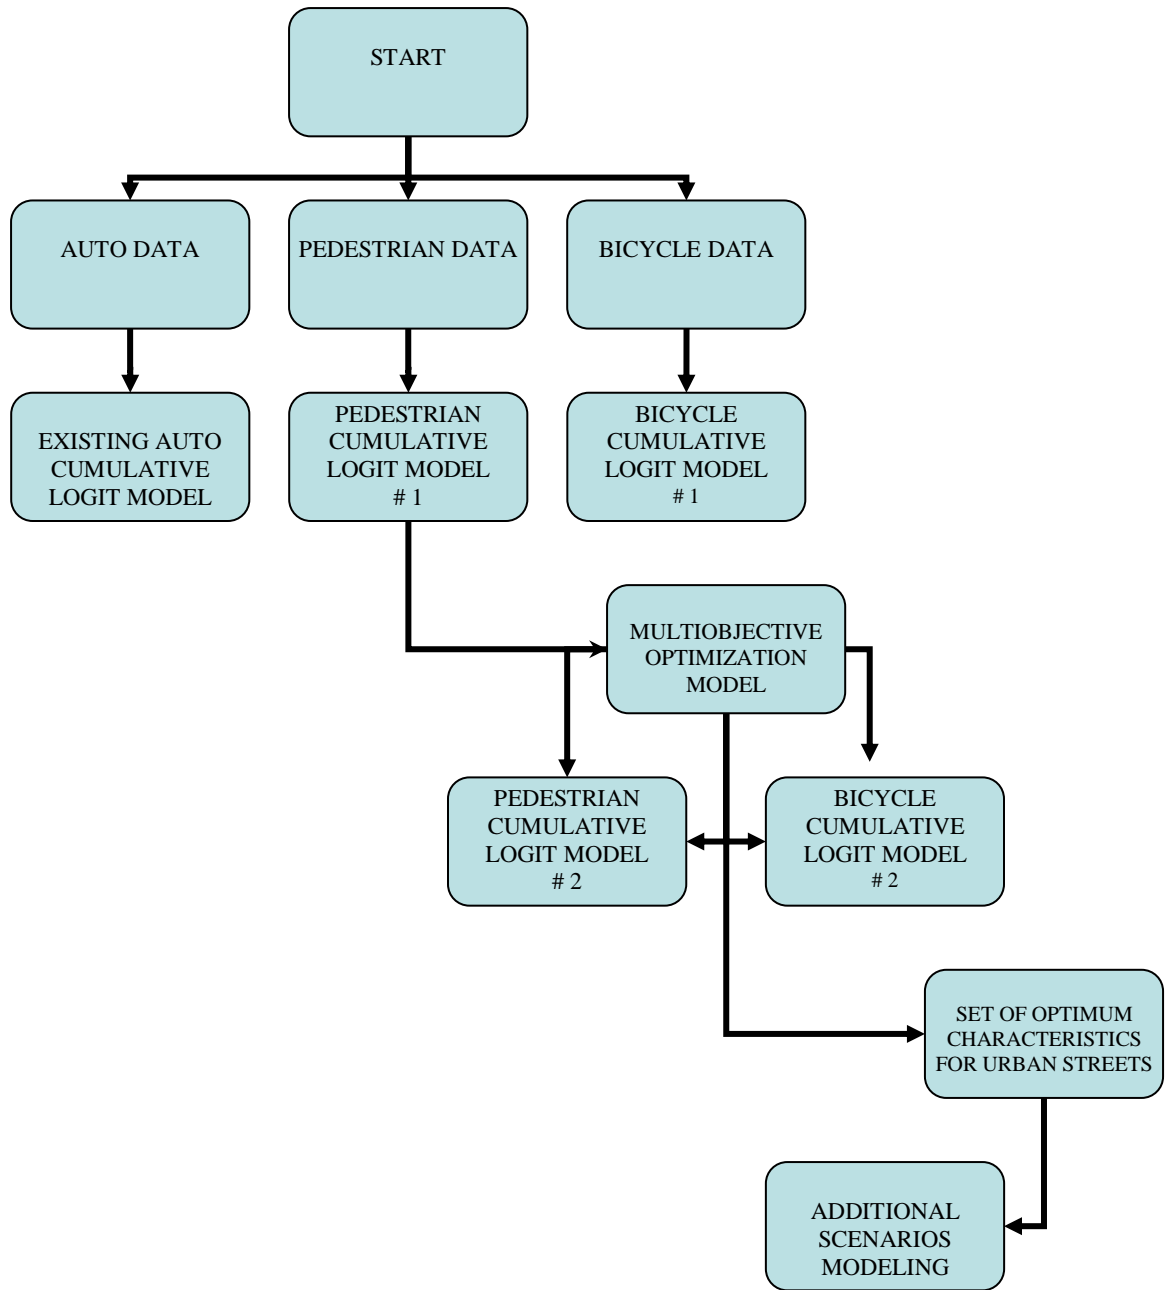 START
AUTO DATA
PEDESTRIAN DATA
BICYCLE DATA
EXISTING AUTO
CUMULATIVE
LOGIT MODEL
PEDESTRIAN
CUMULATIVE
LOGIT MODEL
# 1
BICYCLE
CUMULATIVE
LOGIT MODEL
# 1
MULTIOBJECTIVE
OPTIMIZATION
MODEL
PEDESTRIAN
CUMULATIVE
LOGIT MODEL
# 2
BICYCLE
CUMULATIVE
LOGIT MODEL
# 2
SET OF OPTIMUM
CHARACTERISTICS
FOR URBAN STREETS
ADDITIONAL
SCENARIOS
MODELING